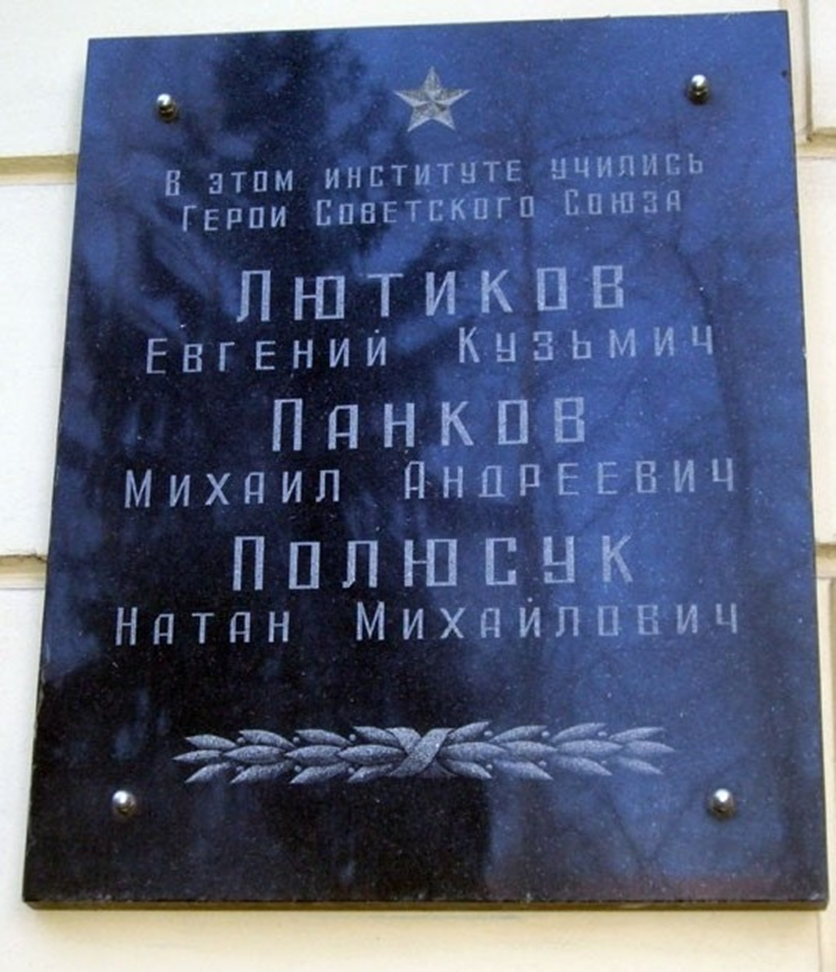 В этом институте учились
Герои Советского Союза
Лютиков
Евгений Кузьмич
Панков
Михаил Андреевич
Полюсук
Натан Михайлович